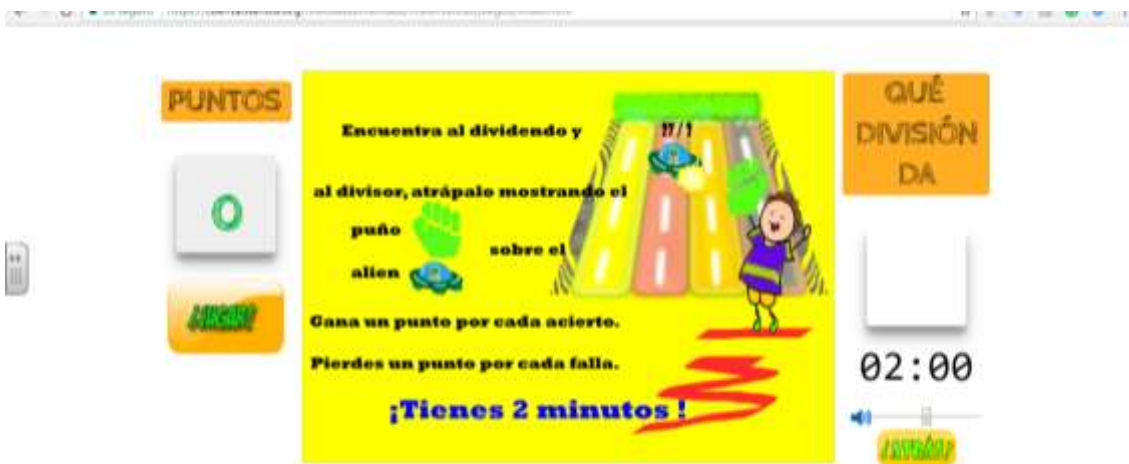 PUNTOS
0
¡JUGAR!
Encuentra al dividendo y
al divisor, atrápalo mostrando el
puño
sobre el
alien
Gana un punto por cada acierto.
Pierdes un punto por cada falla.
¡Tienes 2 minutos !
QUÉ
DIVISIÓN
DA
02:00